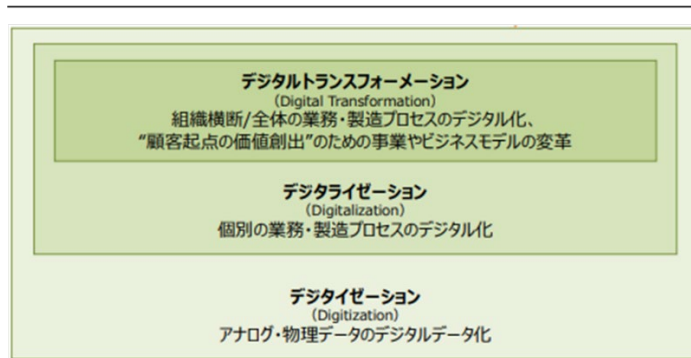 デジタルトランスフォーメーション
(Digital Transformation)
組織横断/全体の業務・製造プロセスのデジタル化、
“顧客起点の価値創出”のための事業やビジネスモデルの変革
デジタライゼーション
(Digitalization)
個別の業務・製造プロセスのデジタル化
デジタイゼーション
(Digitization)
アナログ・物理データのデジタルデータ化